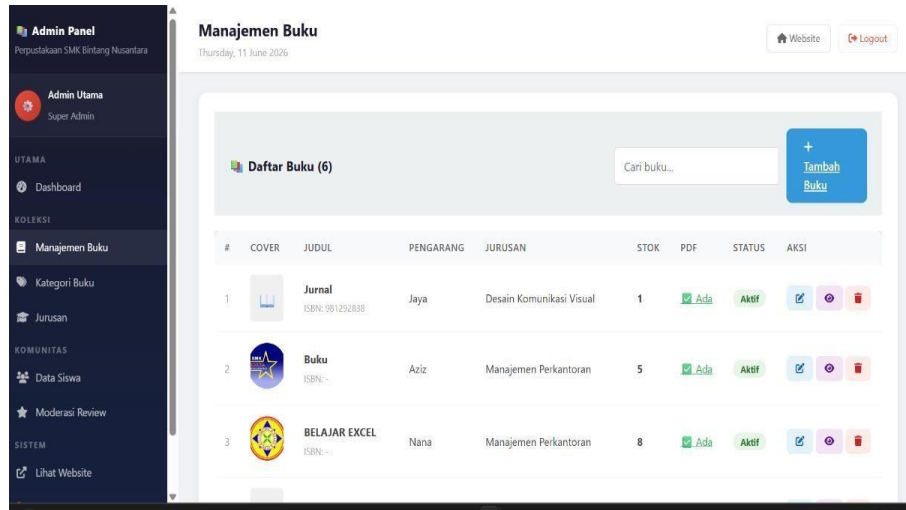 Admin Panel
Perpustakaan SMK Bintang Nusantara
Admin Utama
Super Admin
UTAMA
Dashboard
KOLEKSI
Manajemen Buku
Kategori Buku
Jurusan
KOMUNITAS
Data Siswa
Moderasi Review
SISTEM
Lihat Website
Manajemen Buku
Thursday, 11 June 2026
Website
Logout
Daftar Buku (6)
Cari buku...
+
Tambah
Buku
# COVER JUDUL PENGARANG JURUSAN STOK PDF STATUS AKSI
1 Jurnal Jaya Desain Komunikasi Visual 1 Ada Aktif
ISBN: 981292838
2 Buku Aziz Manajemen Perkantoran 5 Ada Aktif
ISBN: -
3 BELAJAR EXCEL Nana Manajemen Perkantoran 8 Ada Aktif
ISBN: -